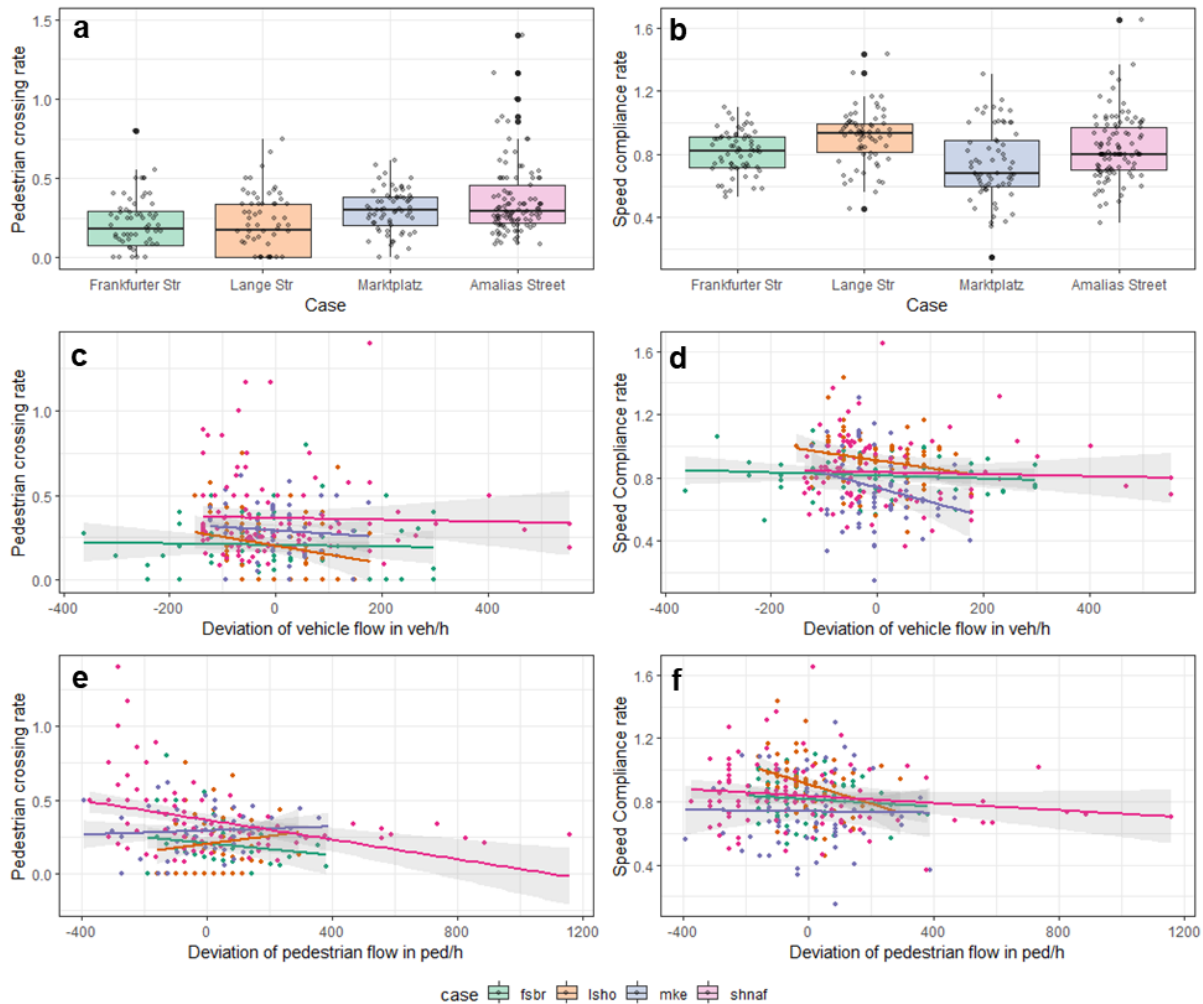 a
Pedestrian crossing rate
1.5
1.0
0.5
0.0
Frankfurter Str Lange Str Marktplatz Amalias Street
Case
b
Speed compliance rate
1.6
1.2
0.8
0.4
Frankfurter Str Lange Str Marktplatz Amalias Street
Case
c
Pedestrian crossing rate
1.0
0.5
0.0
-400 -200 0 200 400
Deviation of vehicle flow in veh/h
d
Speed Compliance rate
1.6
1.2
0.8
0.4
-400 -200 0 200 400
Deviation of vehicle flow in veh/h
e
Pedestrian crossing rate
1.0
0.5
0.0
-400 0 400 800 1200
Deviation of pedestrian flow in ped/h
f
Speed Compliance rate
1.6
1.2
0.8
0.4
-400 0 400 800 1200
Deviation of pedestrian flow in ped/h
case fsbr lsho mke shnaf